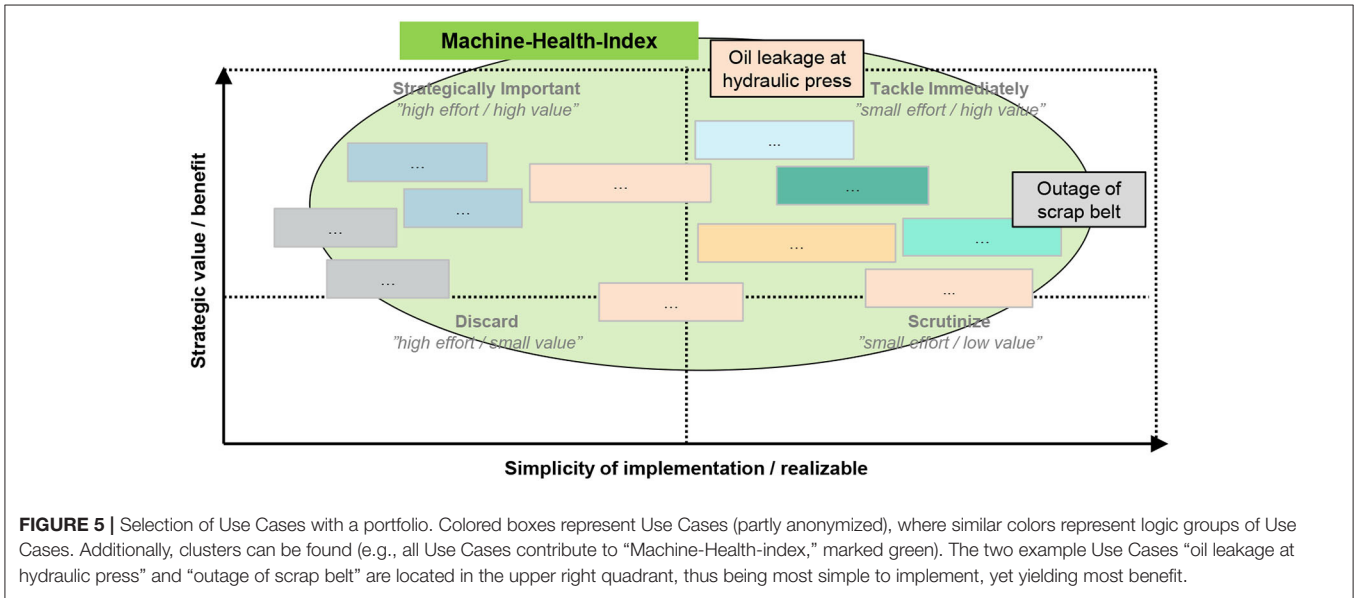 Machine-Health-Index
Oil leakage at
hydraulic press
Strategically Important
"high effort / high value"
Tackle Immediately
"small effort / high value"
...
...
...
...
...
Outage of
scrap belt
...
...
...
...
...
...
...
Discard
"high effort / small value"
Scrutinize
"small effort / low value"
Strategic value / benefit
Simplicity of implementation / realizable
FIGURE 5 | Selection of Use Cases with a portfolio. Colored boxes represent Use Cases (partly anonymized), where similar colors represent logic groups of Use
Cases. Additionally, clusters can be found (e.g., all Use Cases contribute to “Machine-Health-index,” marked green). The two example Use Cases “oil leakage at
hydraulic press” and “outage of scrap belt” are located in the upper right quadrant, thus being most simple to implement, yet yielding most benefit.